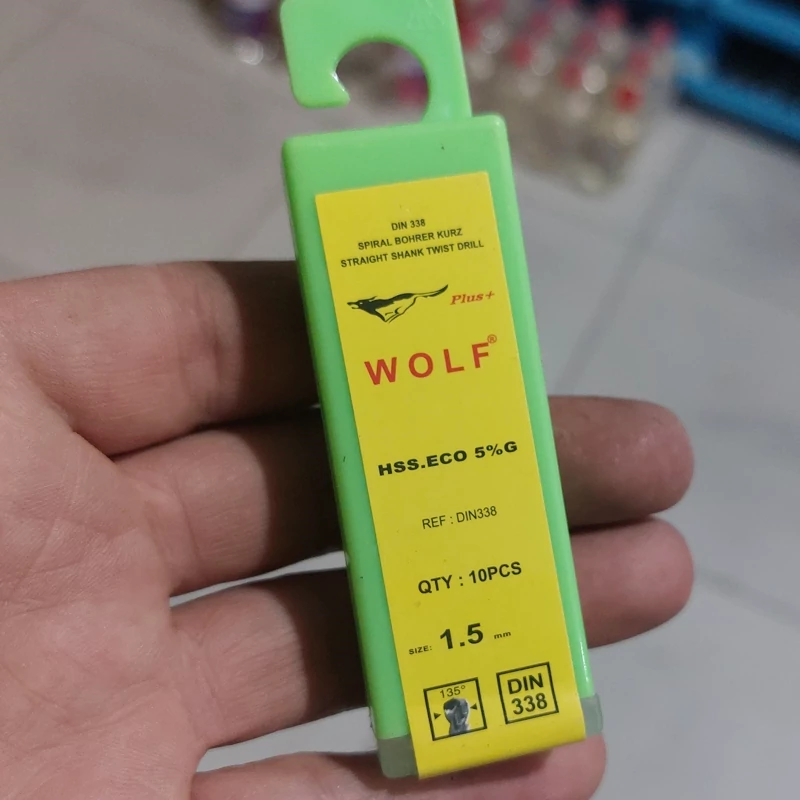 DIN 338
SPIRAL BOHRER KURZ
STRAIGHT SHANK TWIST DRILL
Plus+
WOLF®
HSS.ECO 5%G
REF : DIN338
QTY : 10PCS
SIZE: 1.5 mm
135°
DIN
338